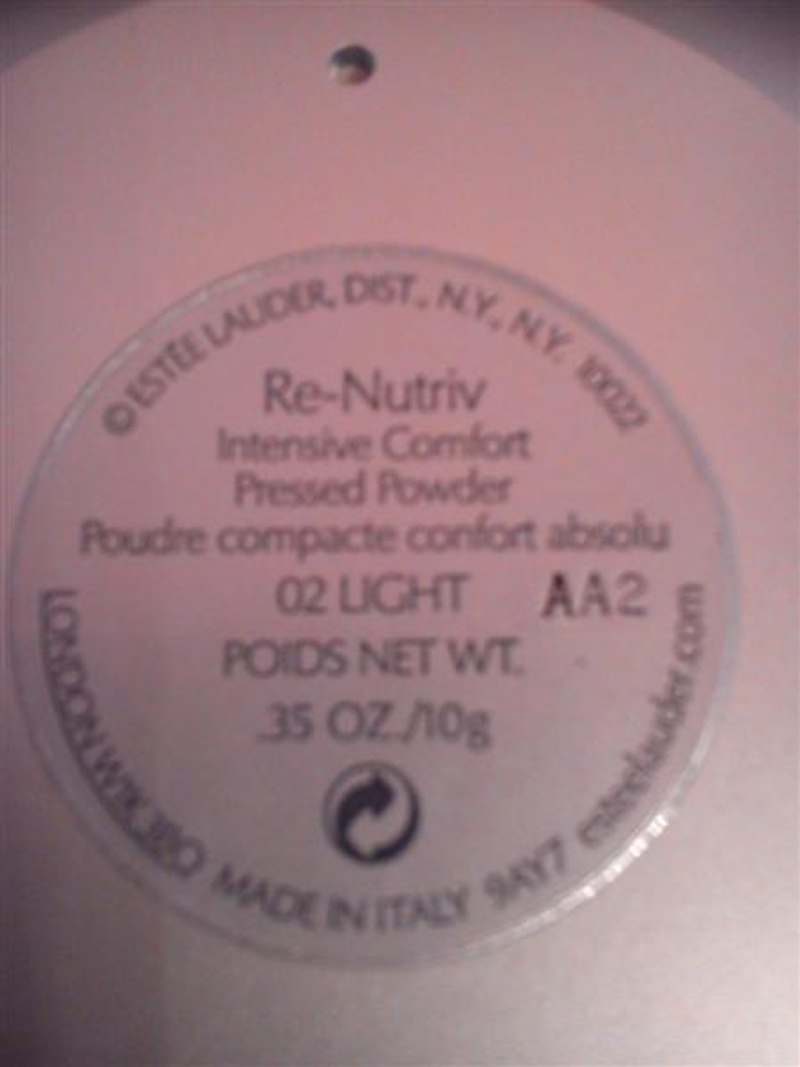 © ESTÉE LAUDER, DIST., N.Y., N.Y. 10022
Re-Nutriv
Intensive Comfort
Pressed Powder
Poudre compacte confort absolu
02 LIGHT AA2
POIDS NET WT.
.35 OZ./10g
LONDON W1K 3BQ MADE IN ITALY 9AY7 esteelauder.com